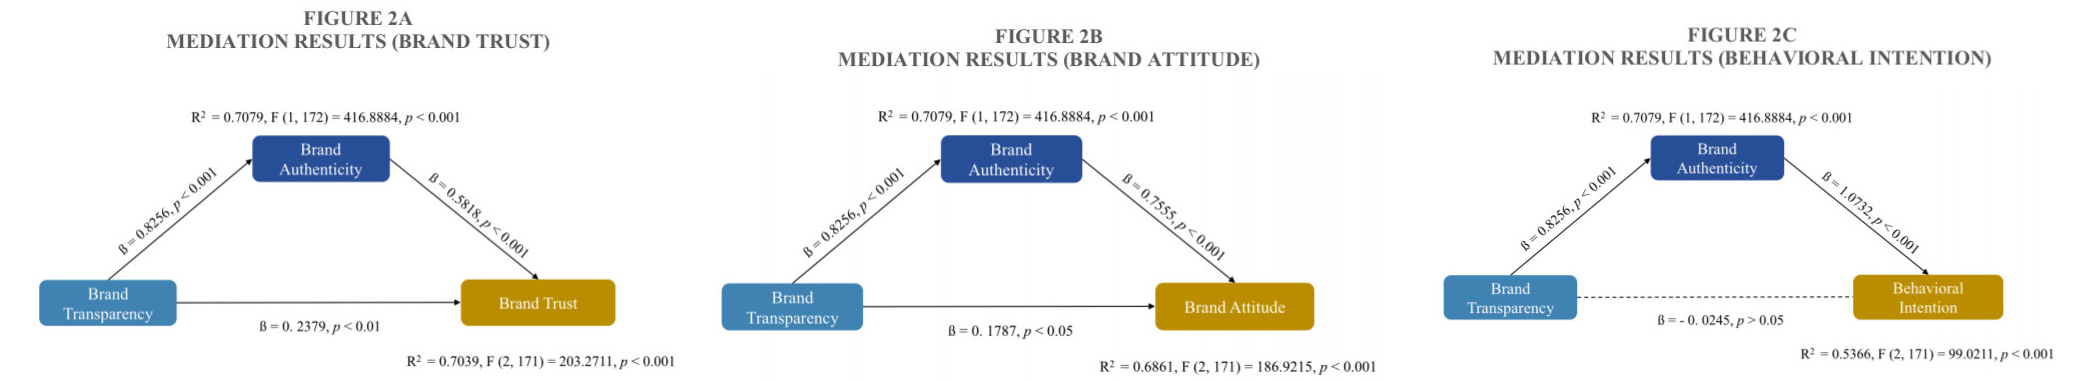 FIGURE 2A
MEDIATION RESULTS (BRAND TRUST)
R² = 0.7079, F (1, 172) = 416.8884, p < 0.001
Brand
Authenticity
ß = 0.8256, p < 0.001
ß = 0.5818, p < 0.001
Brand
Transparency
Brand Trust
ß = 0. 2379, p < 0.01
R² = 0.7039, F (2, 171) = 203.2711, p < 0.001
FIGURE 2B
MEDIATION RESULTS (BRAND ATTITUDE)
R² = 0.7079, F (1, 172) = 416.8884, p < 0.001
Brand
Authenticity
ß = 0.8256, p < 0.001
ß = 0.7555, p < 0.001
Brand
Transparency
Brand Attitude
ß = 0. 1787, p < 0.05
R² = 0.6861, F (2, 171) = 186.9215, p < 0.001
FIGURE 2C
MEDIATION RESULTS (BEHAVIORAL INTENTION)
R² = 0.7079, F (1, 172) = 416.8884, p < 0.001
Brand
Authenticity
ß = 0.8256, p < 0.001
ß = 1.0732, p < 0.001
Brand
Transparency
Behavioral
Intention
ß = - 0. 0245, p > 0.05
R² = 0.5366, F (2, 171) = 99.0211, p < 0.001